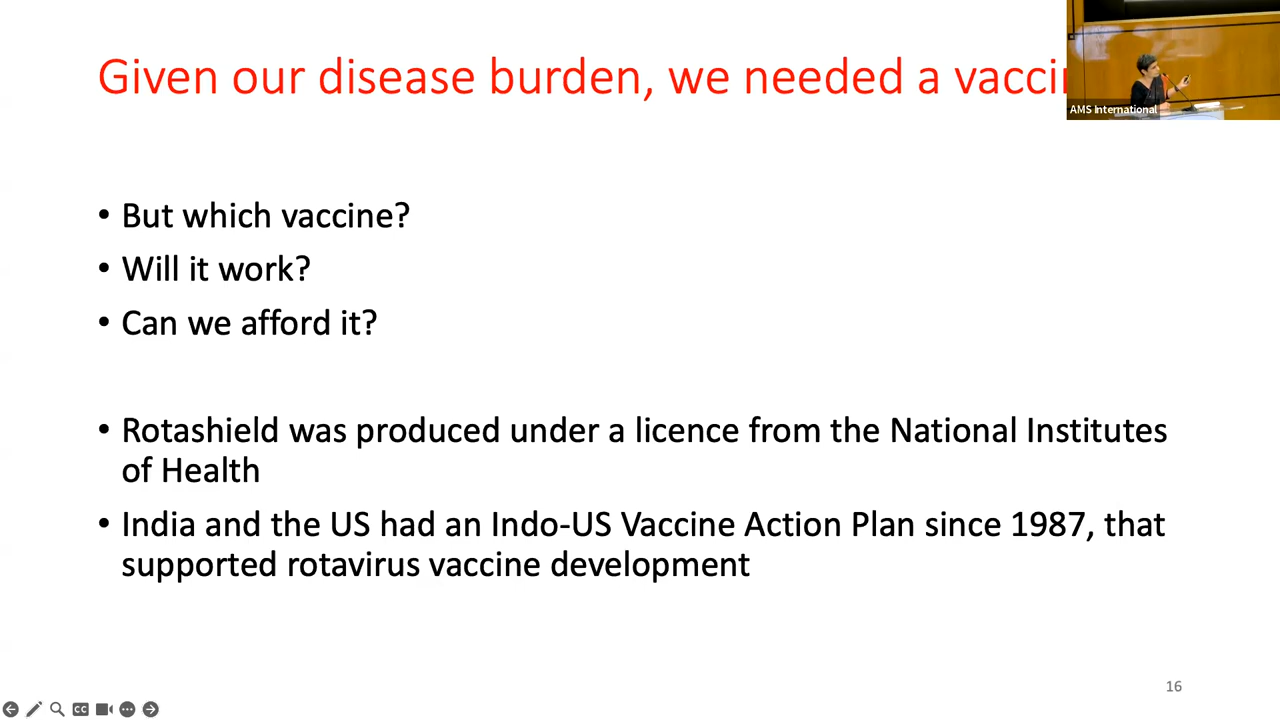 Given our disease burden, we needed a
AMS International
• But which vaccine?
• Will it work?
• Can we afford it?
• Rotashield was produced under a licence from the National Institutes
of Health
• India and the US had an Indo-US Vaccine Action Plan since 1987, that
supported rotavirus vaccine development
16
CC